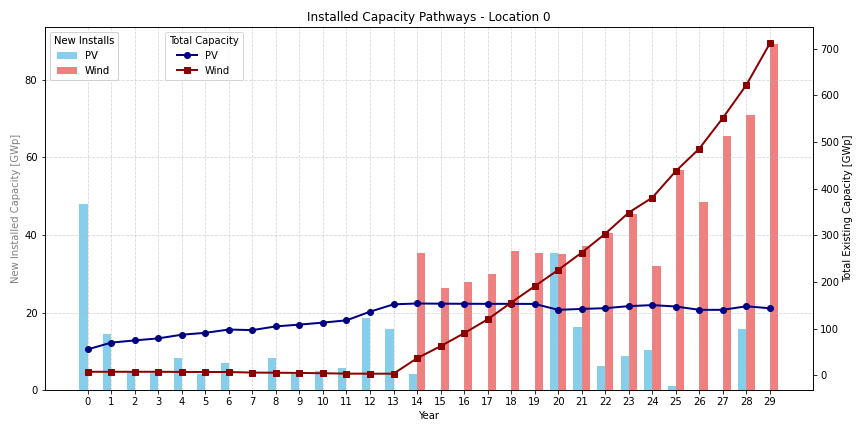 Installed Capacity Pathways - Location 0
New Installs
PV
Wind
Total Capacity
PV
Wind
New Installed Capacity [GWp]
0
20
40
60
80
Total Existing Capacity [GWp]
0
100
200
300
400
500
600
700
0 1 2 3 4 5 6 7 8 9 10 11 12 13 14 15 16 17 18 19 20 21 22 23 24 25 26 27 28 29
Year